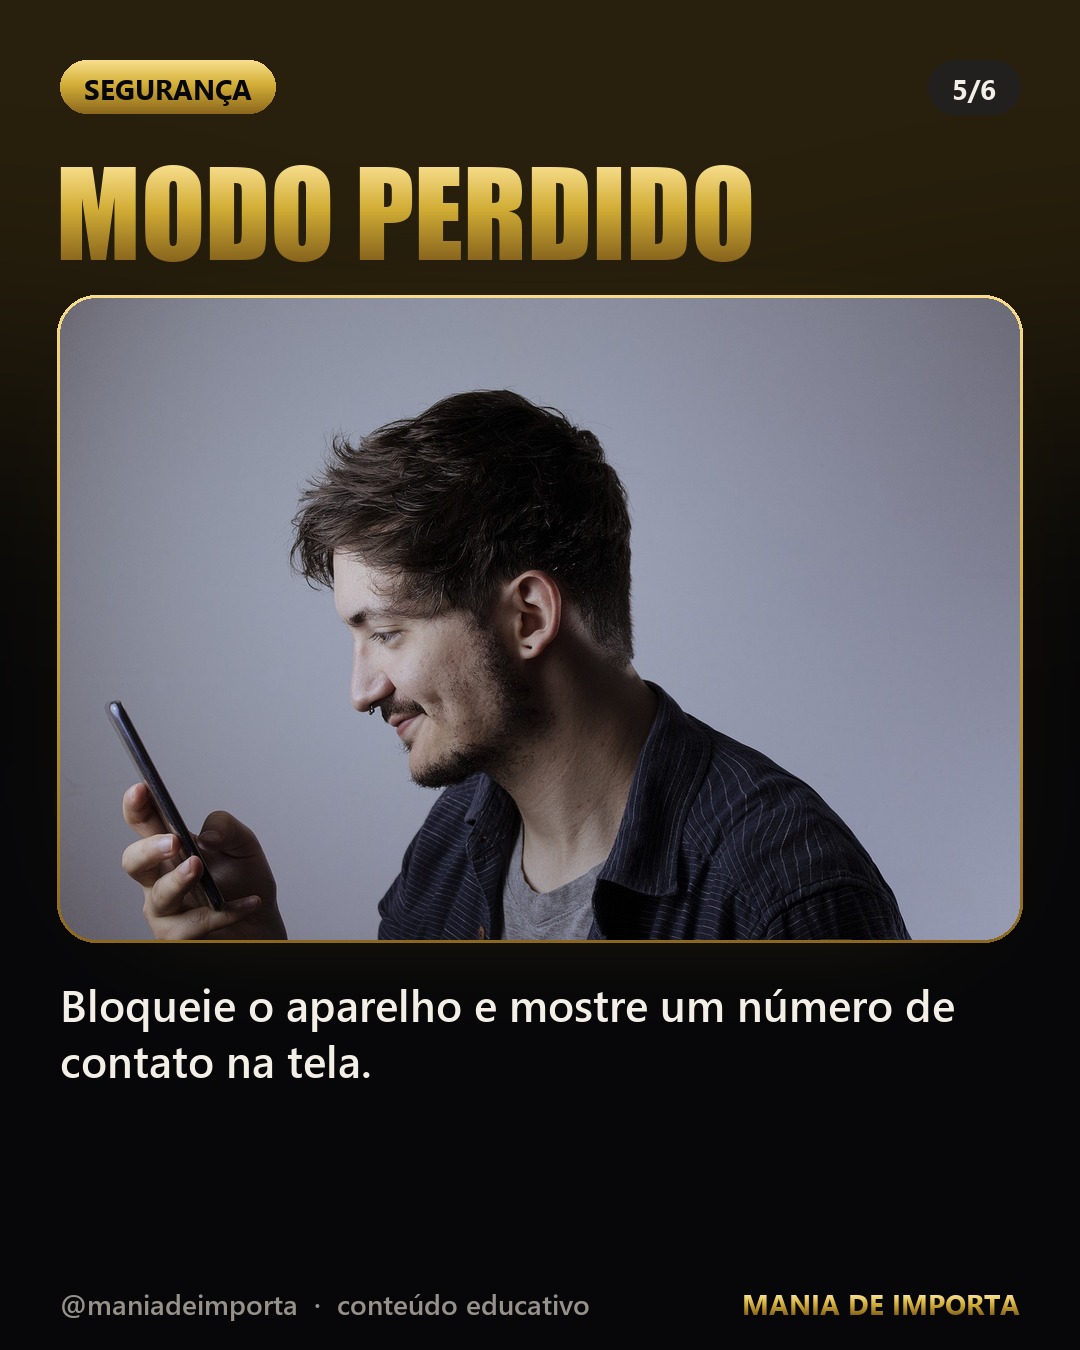 SEGURANÇA
5/6
MODO PERDIDO
Bloqueie o aparelho e mostre um número de
contato na tela.
@maniadeimporta · conteúdo educativo
MANIA DE IMPORTA